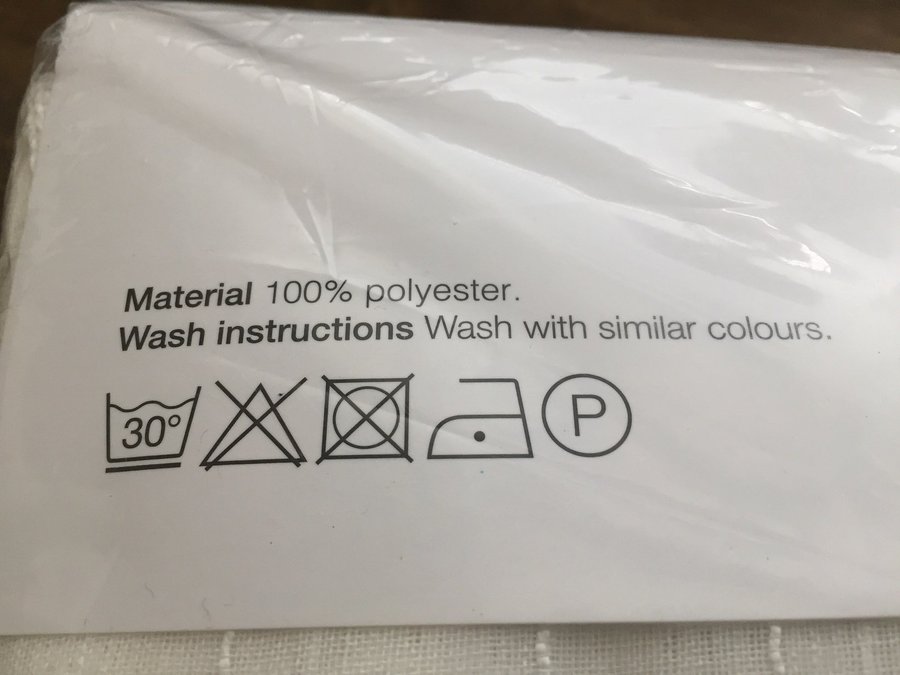 Material 100% polyester.
Wash instructions Wash with similar colours.
30° P